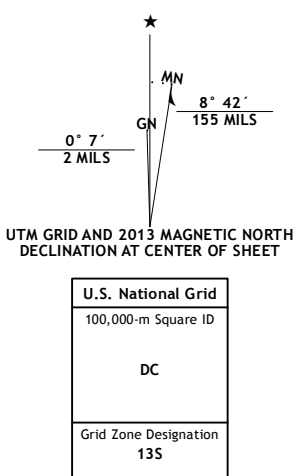 ★
MN
GN
8° 42´
155 MILS
0° 7´
2 MILS
UTM GRID AND 2013 MAGNETIC NORTH
DECLINATION AT CENTER OF SHEET
U.S. National Grid
100,000-m Square ID
DC
Grid Zone Designation
13S